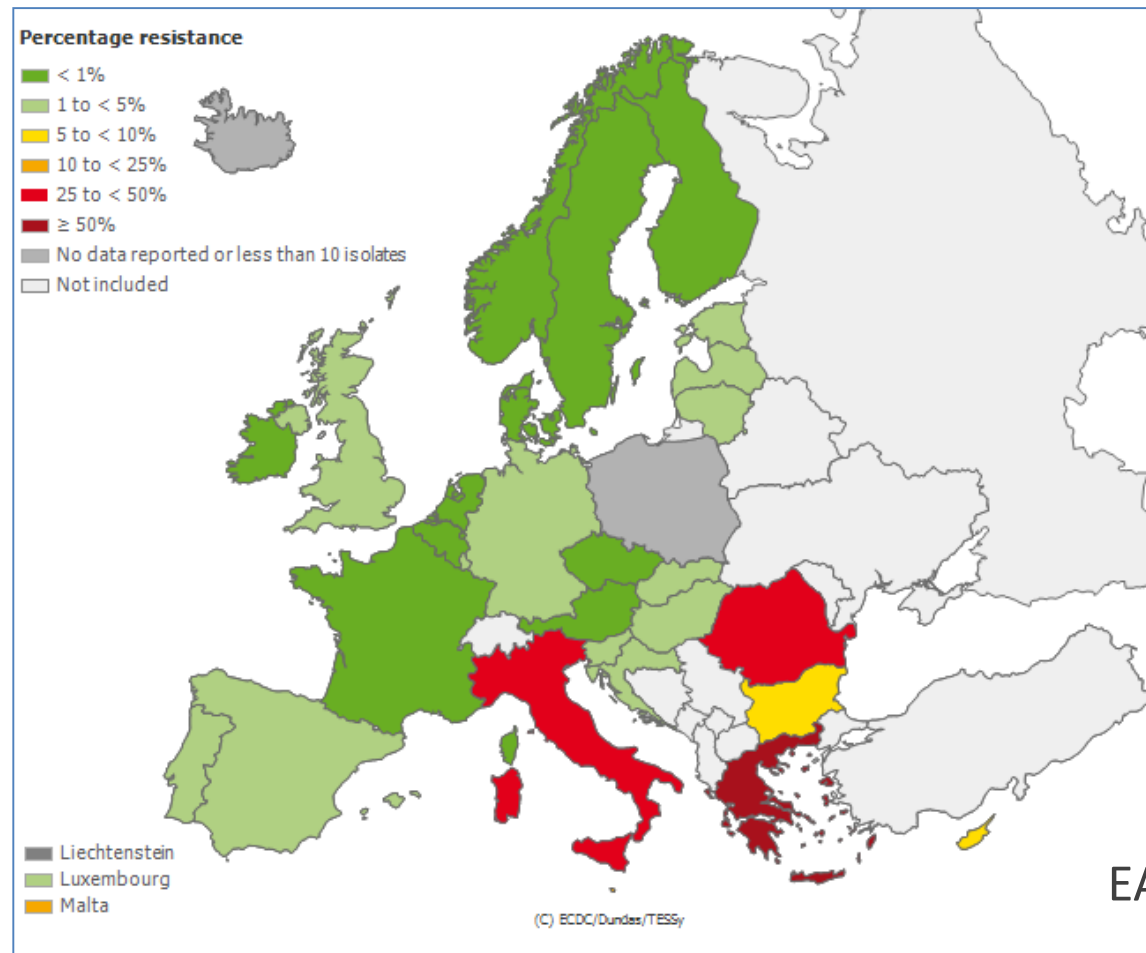 Percentage resistance
< 1%
1 to < 5%
5 to < 10%
10 to < 25%
25 to < 50%
≥ 50%
No data reported or less than 10 isolates
Not included
Liechtenstein
Luxembourg
Malta
(C) ECDC/Dundas/TESSy
EA